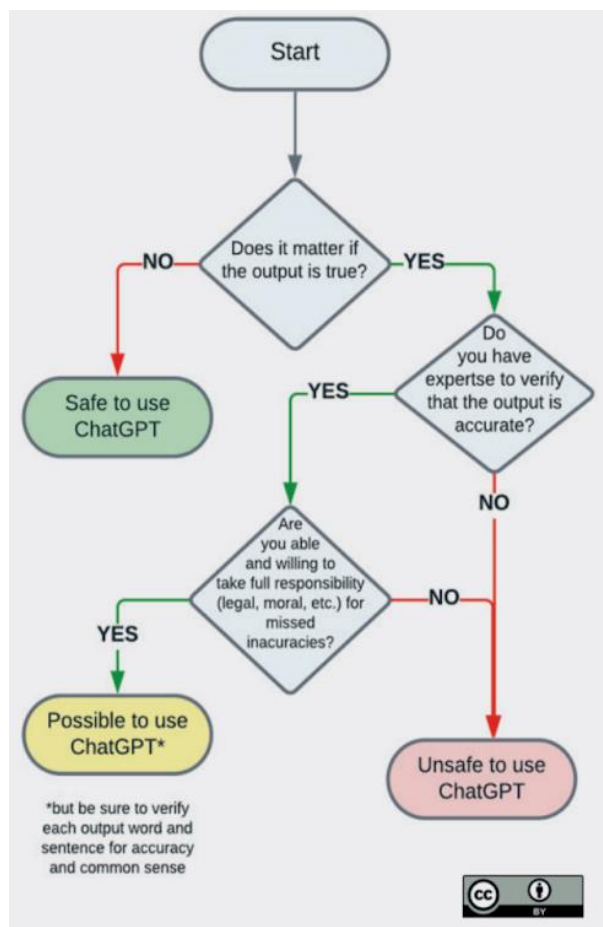 Start
Does it matter if
the output is true?
NO
YES
Safe to use
ChatGPT
Do
you have
expertse to verify
that the output is
accurate?
YES
NO
Are
you able
and willing to
take full responsibility
(legal, moral, etc.) for
missed
inacuracies?
YES
NO
Possible to use
ChatGPT*
Unsafe to use
ChatGPT
*but be sure to verify
each output word and
sentence for accuracy
and common sense
cc
BY